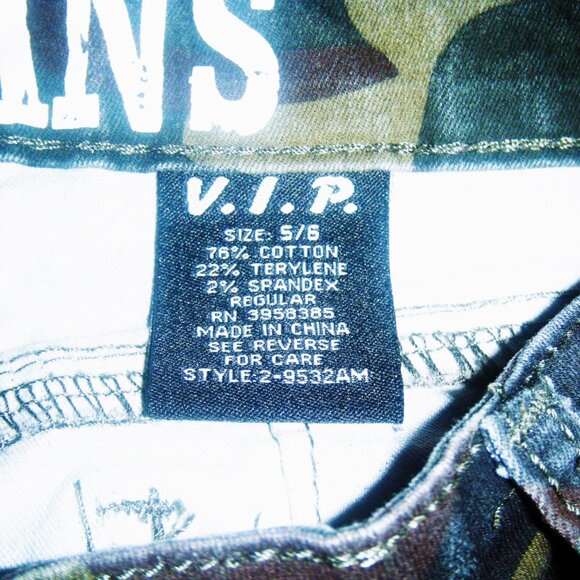 ANS
V.I.P.
SIZE: 5/6
76% COTTON
22% TERYLENE
2% SPANDEX
REGULAR
RN 3958385
MADE IN CHINA
SEE REVERSE
FOR CARE
STYLE:2-9532AM